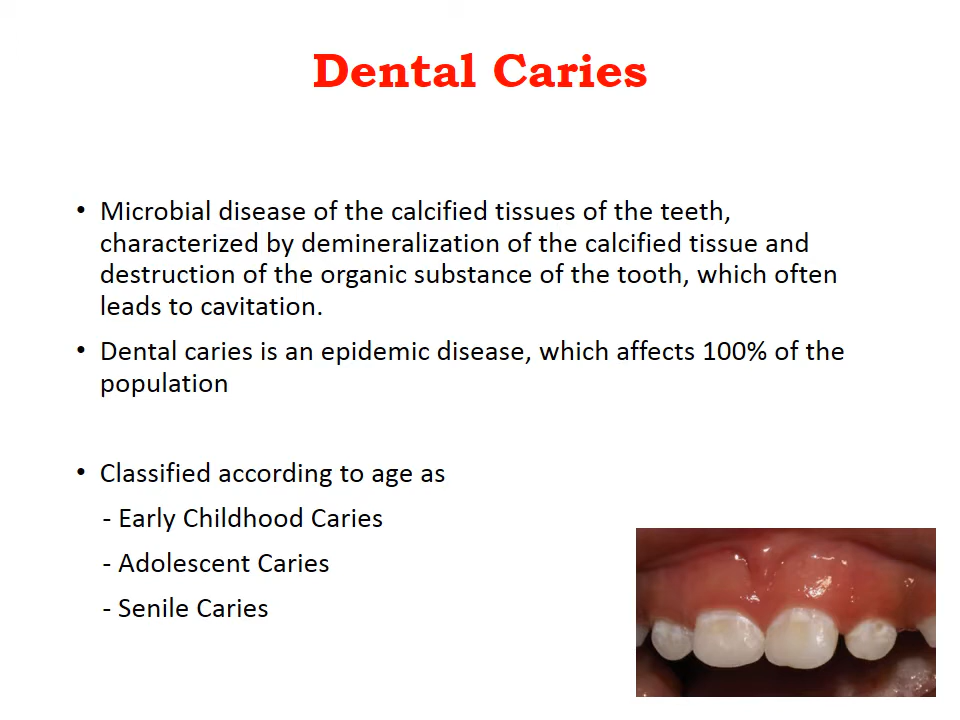 Dental Caries
• Microbial disease of the calcified tissues of the teeth,
characterized by demineralization of the calcified tissue and
destruction of the organic substance of the tooth, which often
leads to cavitation.
• Dental caries is an epidemic disease, which affects 100% of the
population
• Classified according to age as
- Early Childhood Caries
- Adolescent Caries
- Senile Caries